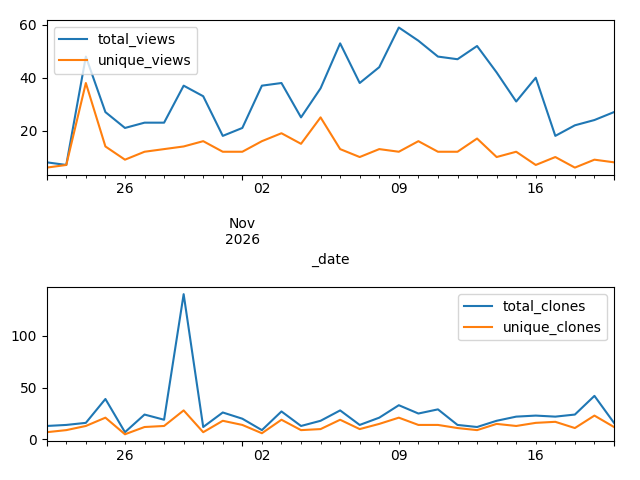 60
40
20
total_views
unique_views
26
02
09
16
Nov
2026
_date
100
50
0
total_clones
unique_clones
26
02
09
16